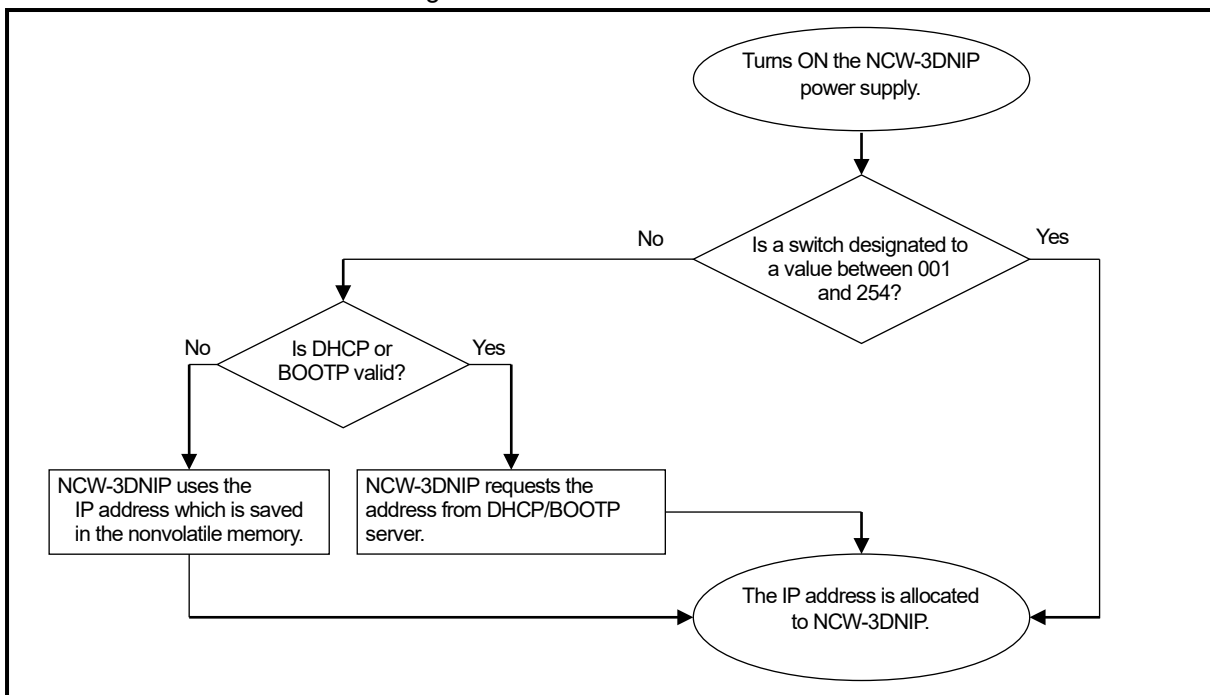 Turns ON the NCW-3DNIP
power supply.
No
Is a switch designated to
a value between 001
and 254?
Yes
No
Is DHCP or
BOOTP valid?
Yes
NCW-3DNIP uses the
IP address which is saved
in the nonvolatile memory.
NCW-3DNIP requests the
address from DHCP/BOOTP
server.
The IP address is allocated
to NCW-3DNIP.